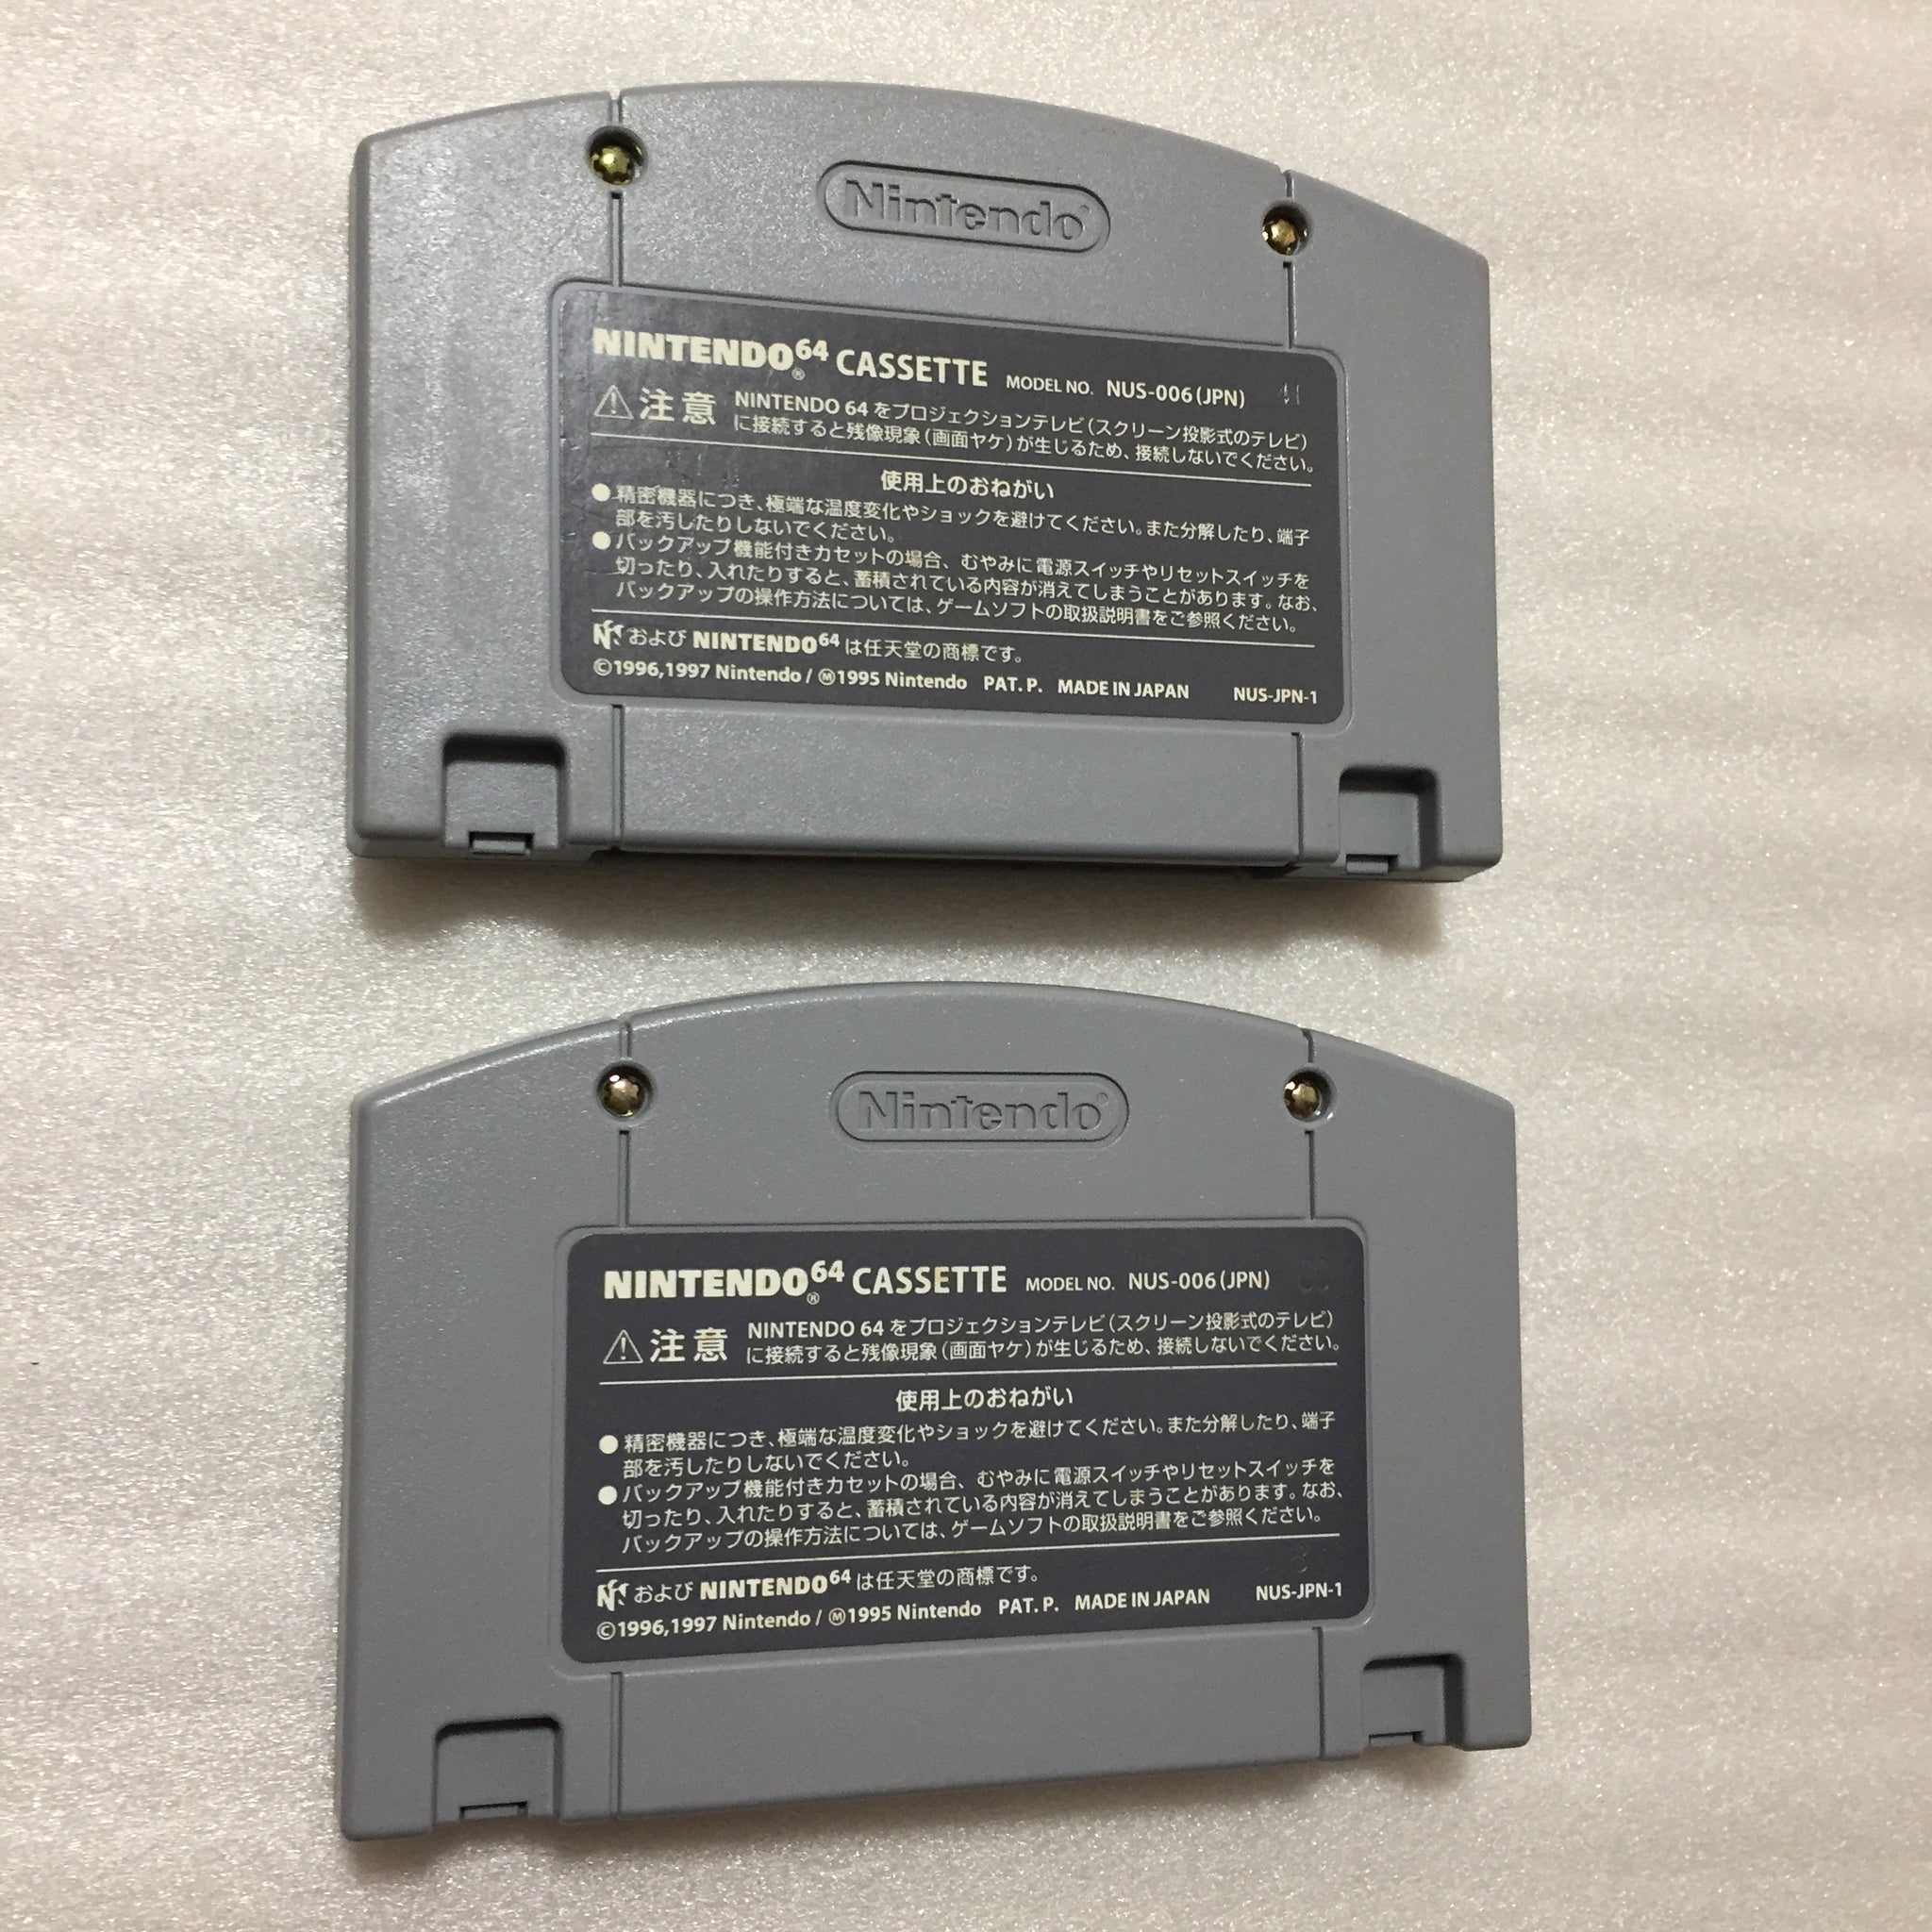 Nintendo
NINTENDO64® CASSETTE MODEL NO. NUS-006(JPN) 41
⚠注意 NINTENDO 64 をプロジェクションテレビ(スクリーン投影式のテレビ)
に接続すると残像現象(画面ヤケ)が生じるため、接続しないでください。
使用上のおねがい
●精密機器につき、極端な温度変化やショックを避けてください。また分解したり、端子
部を汚したりしないでください。
●バックアップ機能付きカセットの場合、むやみに電源スイッチやリセットスイッチを
切ったり、入れたりすると、蓄積されている内容が消えてしまうことがあります。なお、
バックアップの操作方法については、ゲームソフトの取扱説明書をご参照ください。
および NINTENDO64 は任天堂の商標です。
©1996,1997 Nintendo / Ⓜ1995 Nintendo PAT. P. MADE IN JAPAN NUS-JPN-1
Nintendo
NINTENDO64® CASSETTE MODEL NO. NUS-006(JPN)
⚠注意 NINTENDO 64 をプロジェクションテレビ(スクリーン投影式のテレビ)
に接続すると残像現象(画面ヤケ)が生じるため、接続しないでください。
使用上のおねがい
●精密機器につき、極端な温度変化やショックを避けてください。また分解したり、端子
部を汚したりしないでください。
●バックアップ機能付きカセットの場合、むやみに電源スイッチやリセットスイッチを
切ったり、入れたりすると、蓄積されている内容が消えてしまうことがあります。なお、
バックアップの操作方法については、ゲームソフトの取扱説明書をご参照ください。
および NINTENDO64 は任天堂の商標です。
©1996,1997 Nintendo / Ⓜ1995 Nintendo PAT. P. MADE IN JAPAN NUS-JPN-1